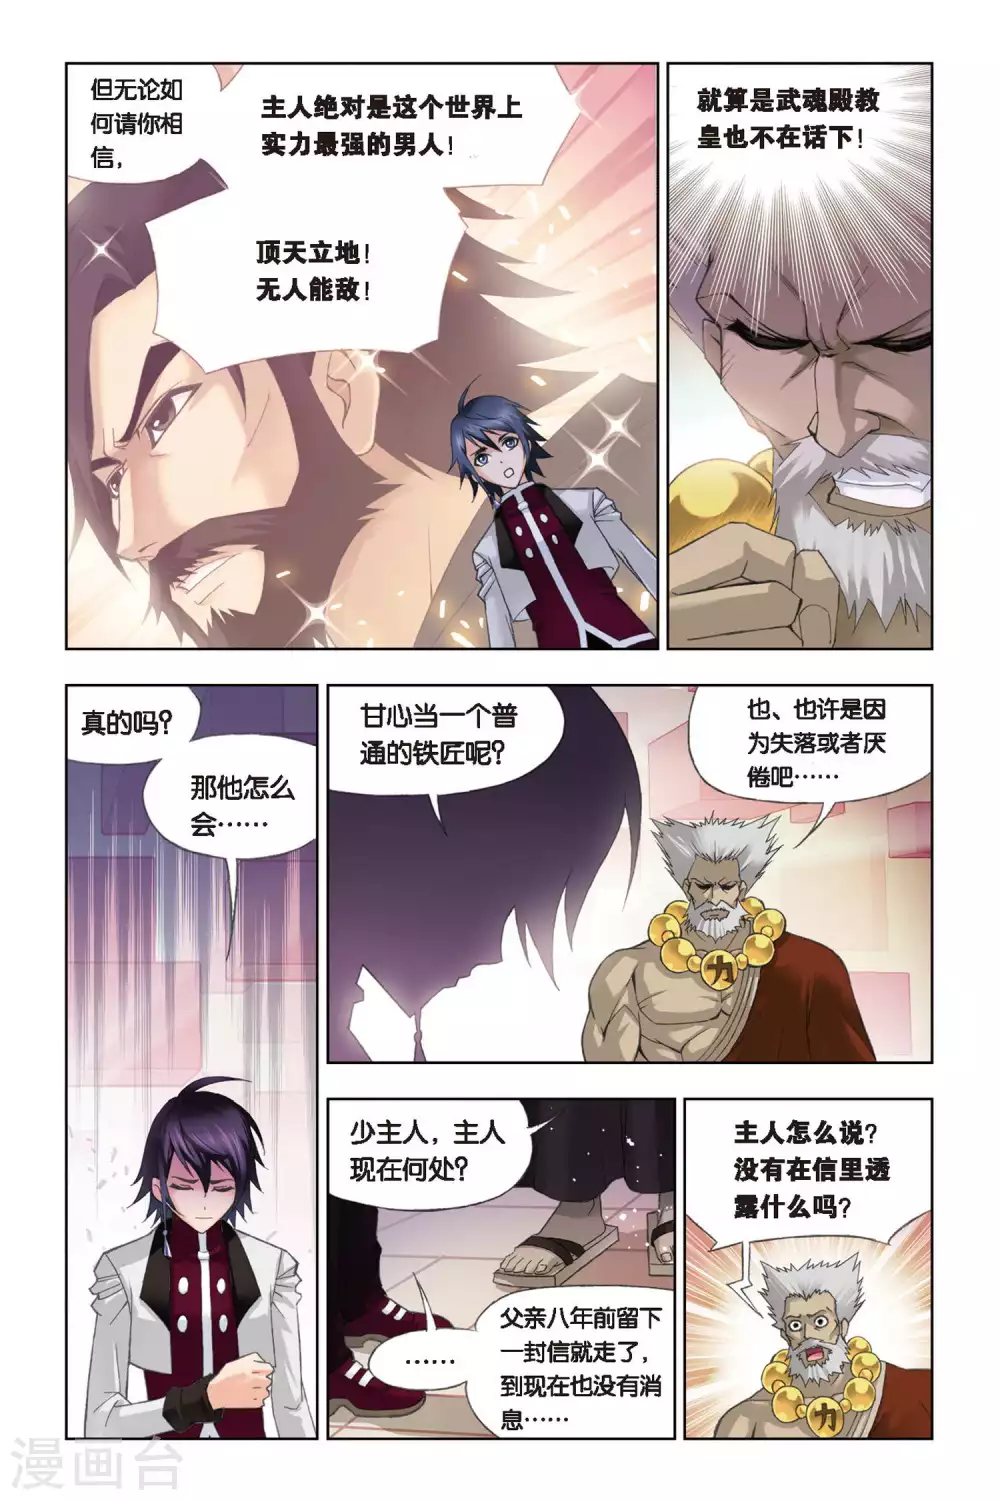 但无论如
何请你相
信，
主人绝对是这个世界上
实力最强的男人！
顶天立地！
无人能敌！
就算是武魂殿教
皇也不在话下！
真的吗？
那他怎么
会……
甘心当一个普
通的铁匠呢？
也、也许是因
为失落或者厌
倦吧……
力
少主人，主人
现在何处？
……
父亲八年前留下
一封信就走了，
到现在也没有消
息……
主人怎么说？
没有在信里透
露什么吗？
力
漫画台